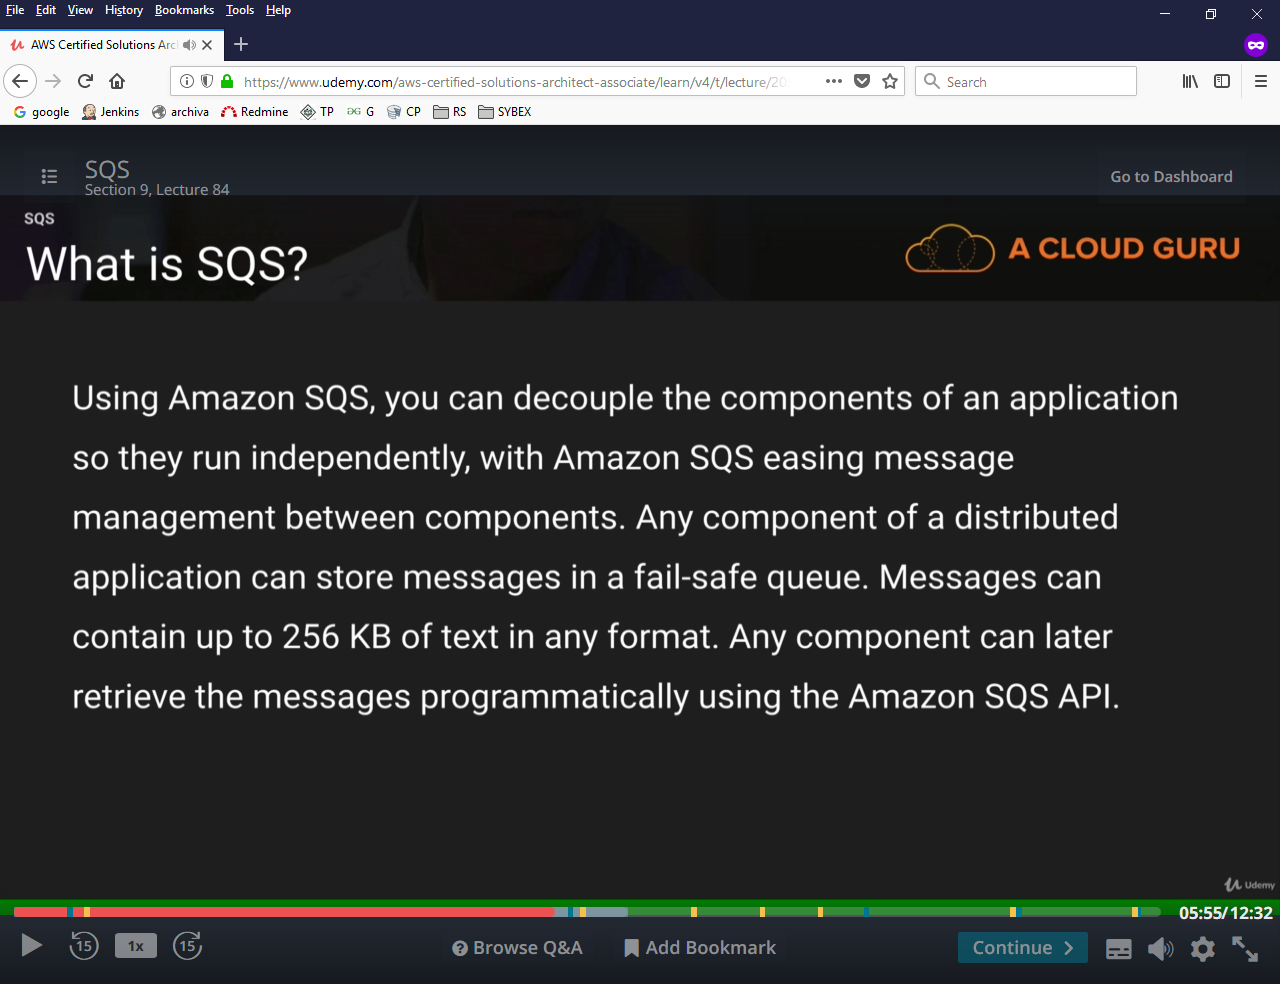 File Edit View History Bookmarks Tools Help
AWS Certified Solutions Arc
https://www.udemy.com/aws-certified-solutions-architect-associate/learn/v4/t/lecture/20
Search
google Jenkins archiva Redmine TP G CP RS SYBEX
SQS
Section 9, Lecture 84
Go to Dashboard
SQS
What is SQS?
A CLOUD GURU
Using Amazon SQS, you can decouple the components of an application
so they run independently, with Amazon SQS easing message
management between components. Any component of a distributed
application can store messages in a fail-safe queue. Messages can
contain up to 256 KB of text in any format. Any component can later
retrieve the messages programmatically using the Amazon SQS API.
Udemy
05:55/12:32
15 1x 15 Browse Q&A Add Bookmark Continue